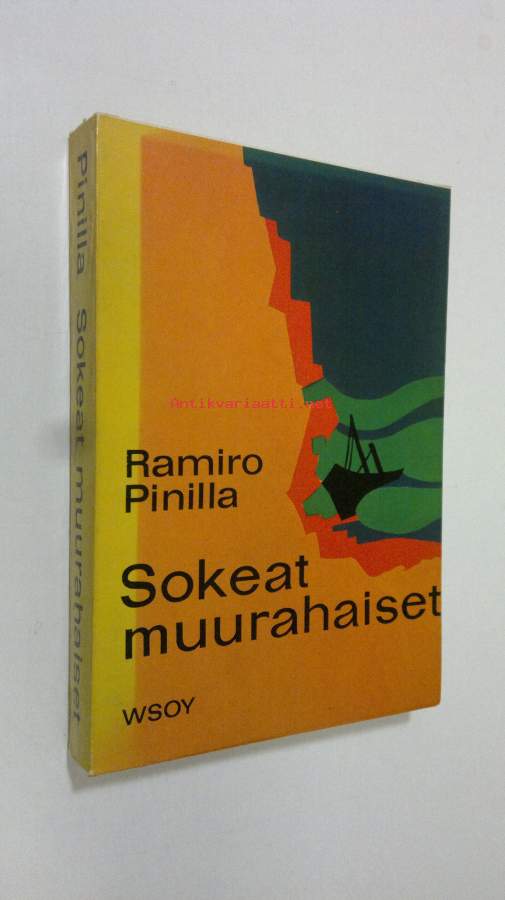 Pinilla Sokeat muurahaiset
Antikvariaatti.net
Ramiro
Pinilla
Sokeat
muurahaiset
WSOY